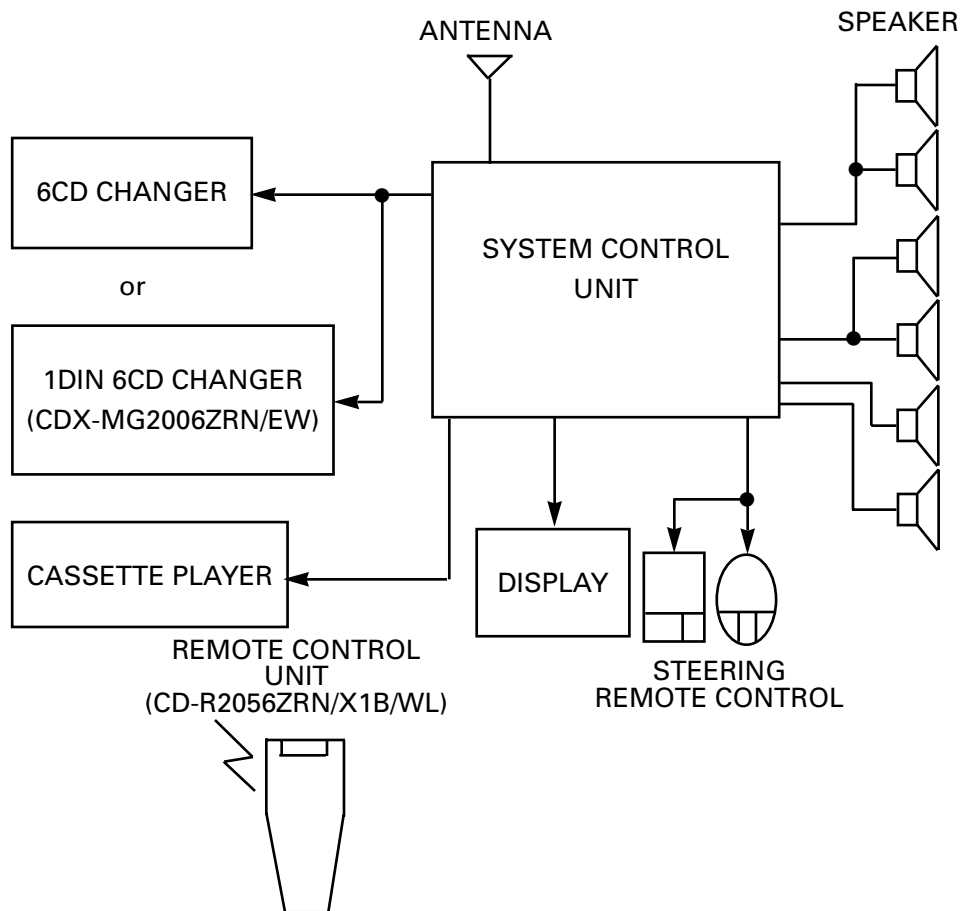 SPEAKER
ANTENNA
6CD CHANGER
SYSTEM CONTROL
UNIT
or
1DIN 6CD CHANGER
(CDX-MG2006ZRN/EW)
CASSETTE PLAYER
DISPLAY
REMOTE CONTROL
UNIT
(CD-R2056ZRN/X1B/WL)
STEERING
REMOTE CONTROL